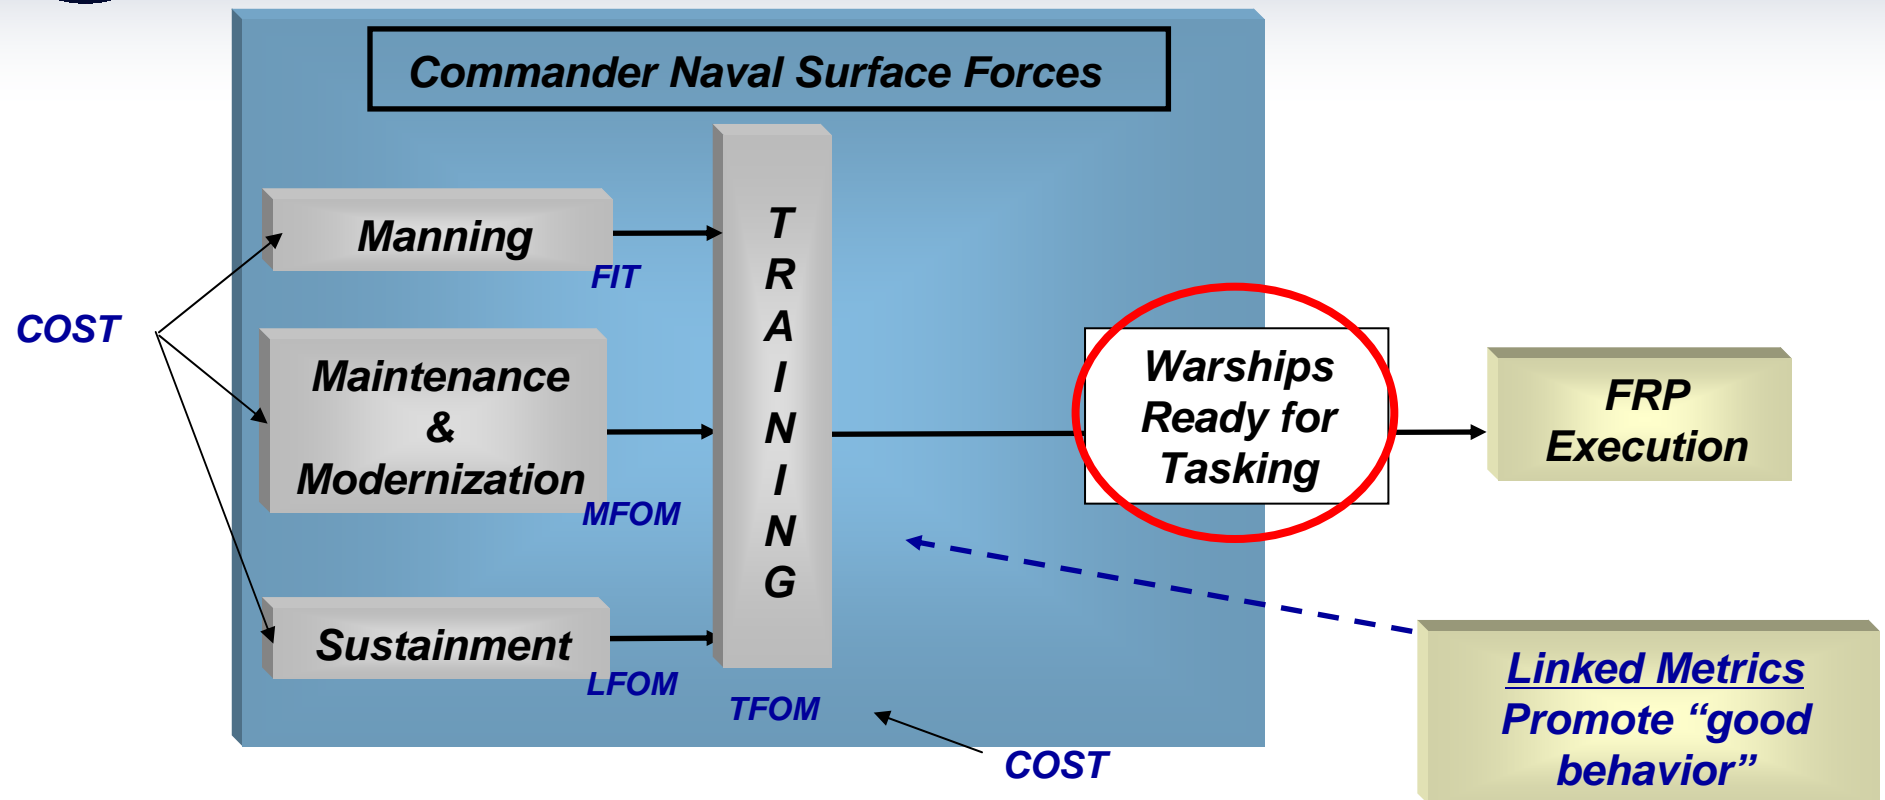 Commander Naval Surface Forces
Manning
FIT
COST
Maintenance
&
Modernization
MFOM
Sustainment
LFOM
TRAINING
TFOM
COST
Warships
Ready for
Tasking
FRP
Execution
Linked Metrics
Promote “good
behavior”